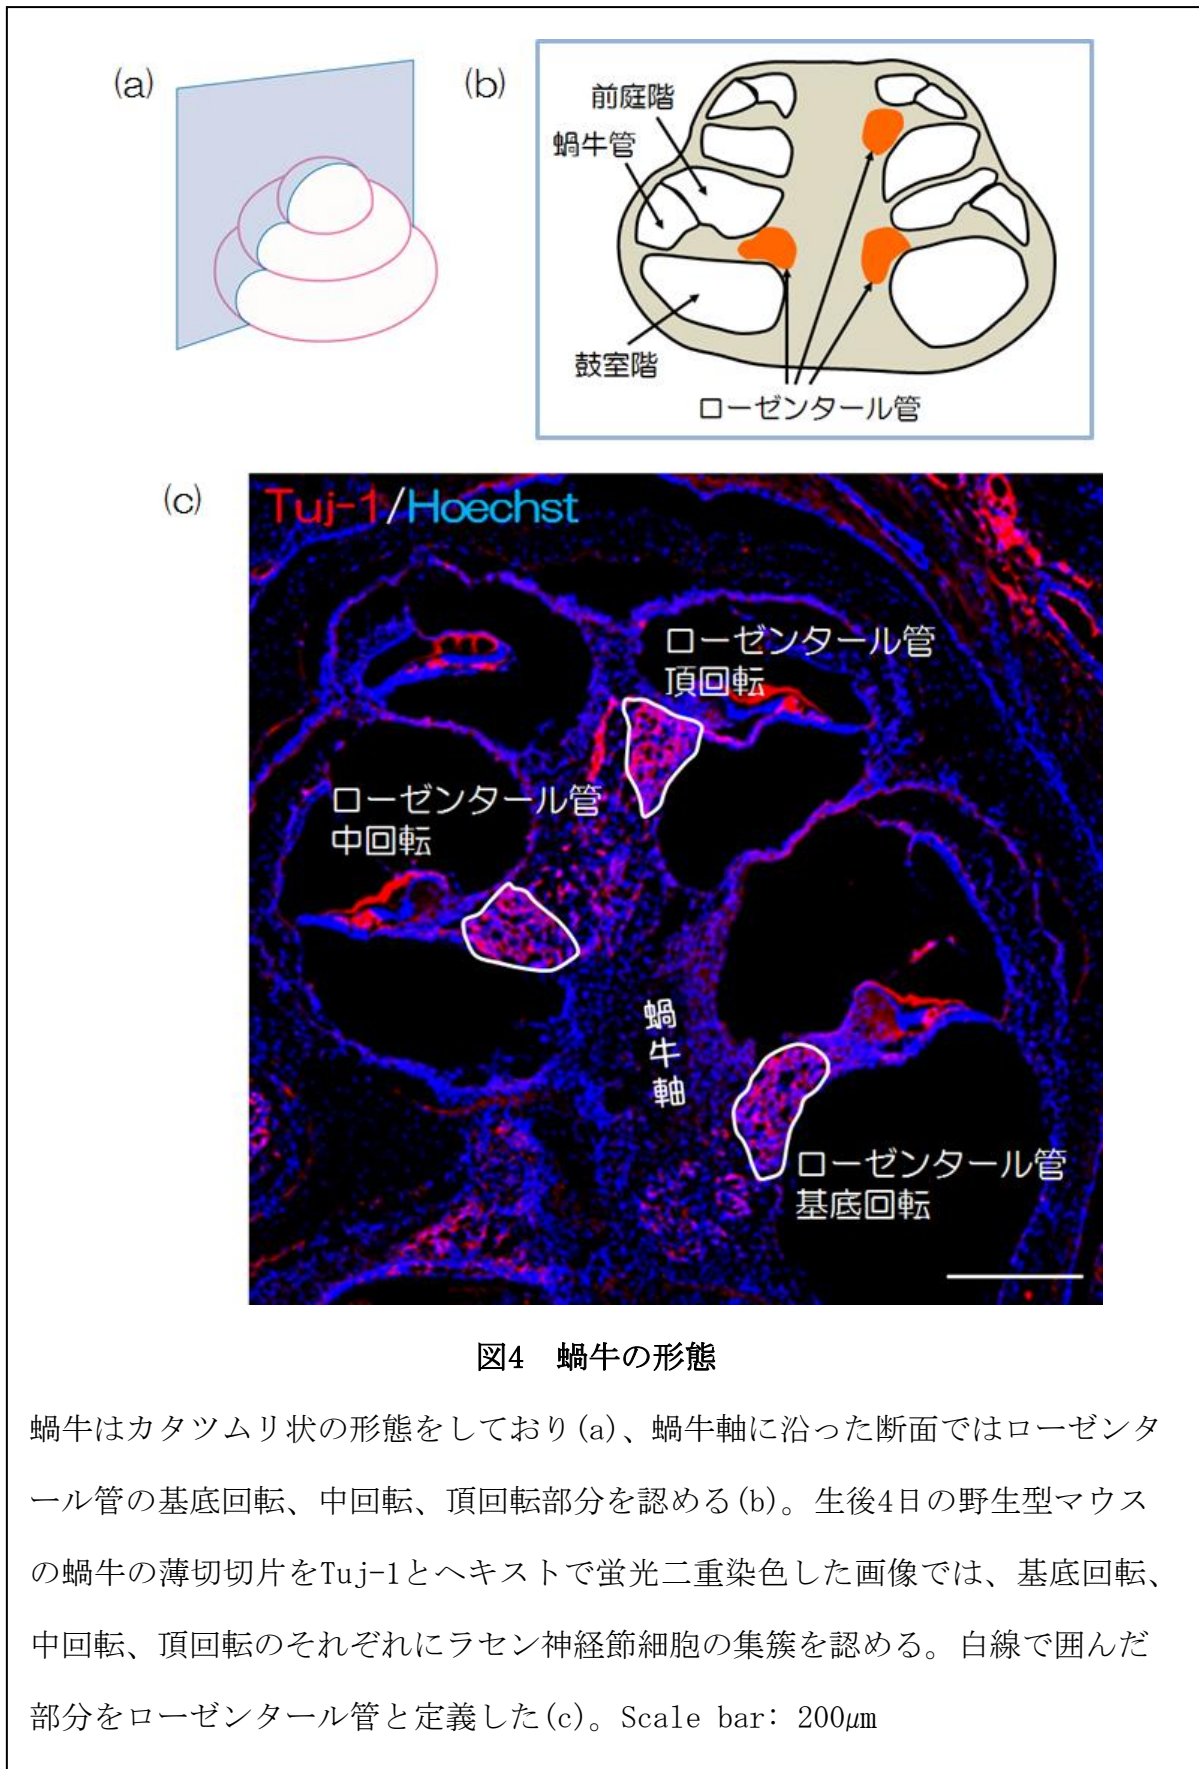 (a)
(b)
前庭階
蝸牛管
鼓室階
ローゼンタール管
(c)
Tuj-1/Hoechst
ローゼンタール管
頂回転
ローゼンタール管
中回転
蝸牛軸
ローゼンタール管
基底回転
図4 蝸牛の形態
蝸牛はカタツムリ状の形態をしており(a)、蝸牛軸に沿った断面ではローゼンタ
ール管の基底回転、中回転、頂回転部分を認める(b)。生後4日の野生型マウス
の蝸牛の薄切切片をTuj-1とヘキストで蛍光二重染色した画像では、基底回転、
中回転、頂回転のそれぞれにラセン神経節細胞の集簇を認める。白線で囲んだ
部分をローゼンタール管と定義した(c)。Scale bar: 200μm